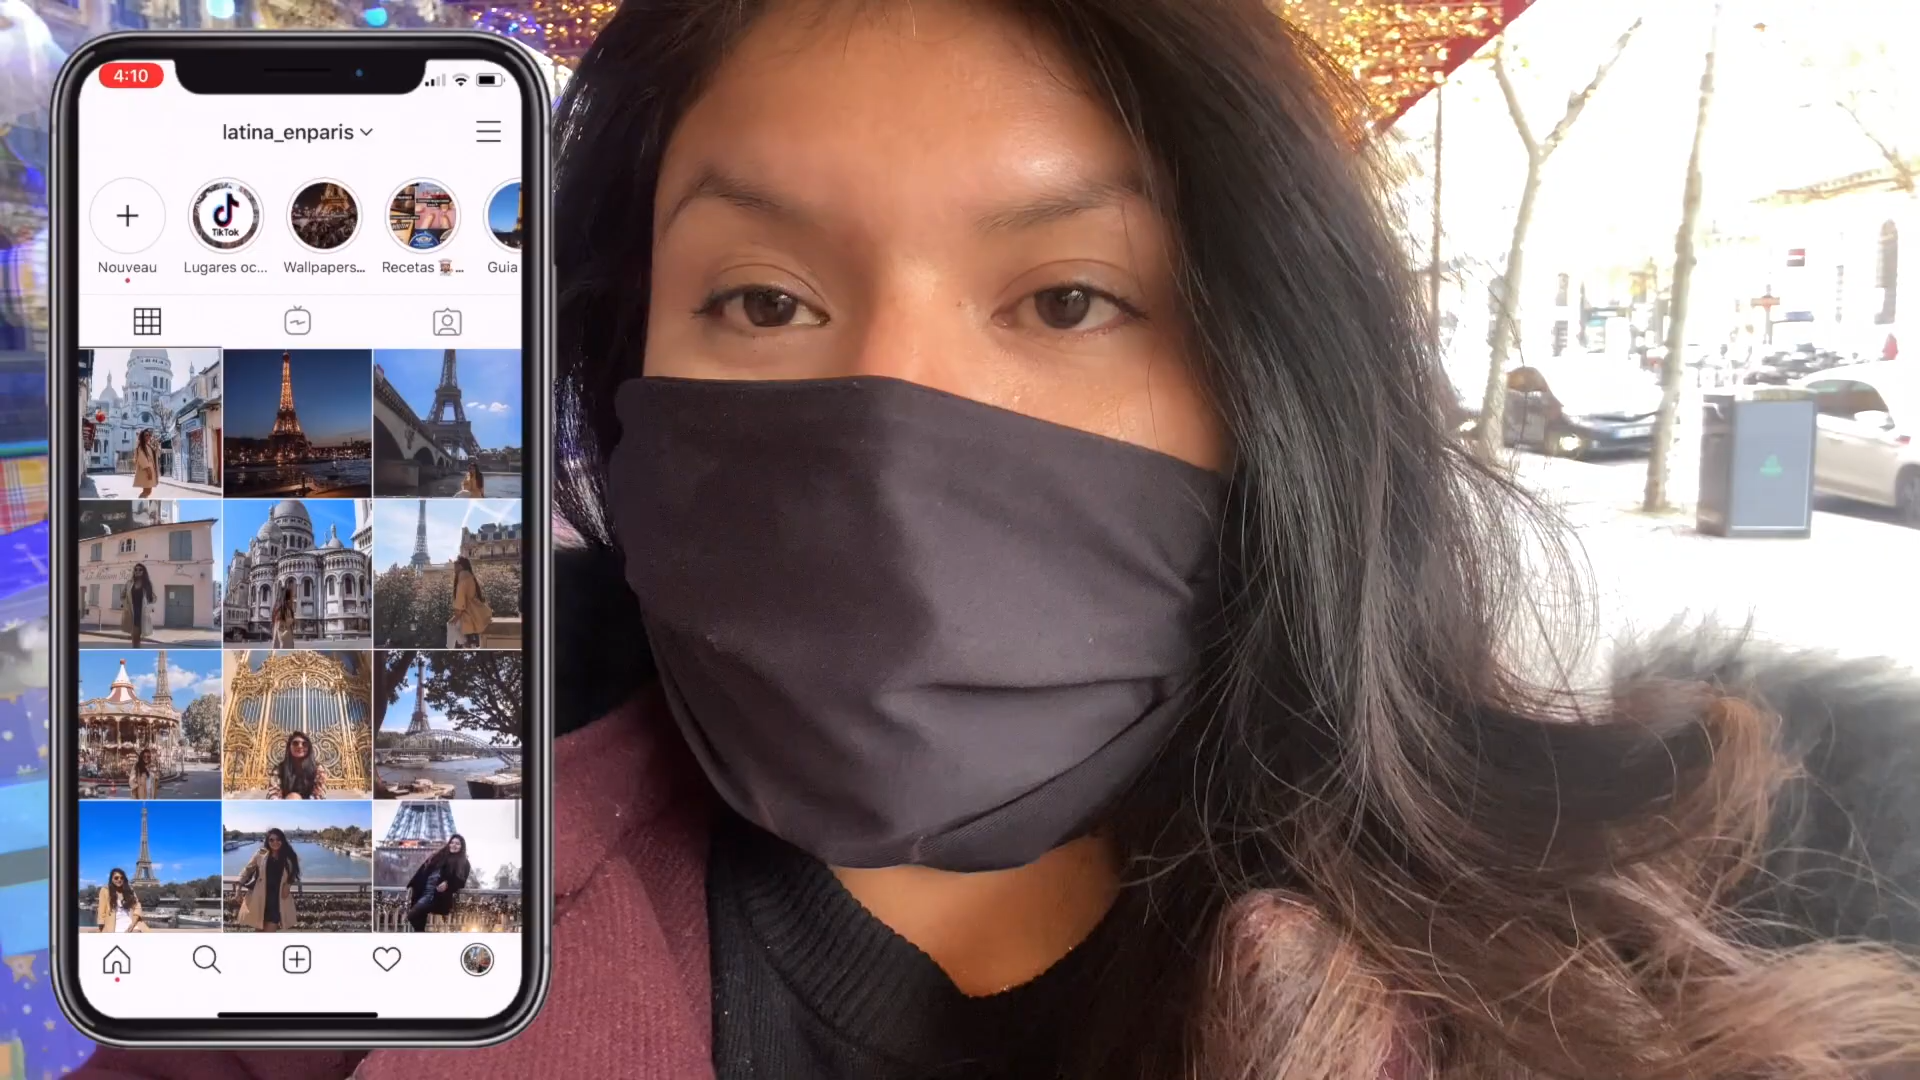 4:10
latina_enparis
TikTok
Nouveau
Lugares oc...
Wallpapers...
Recetas 👨🏽‍🍳...
Guia